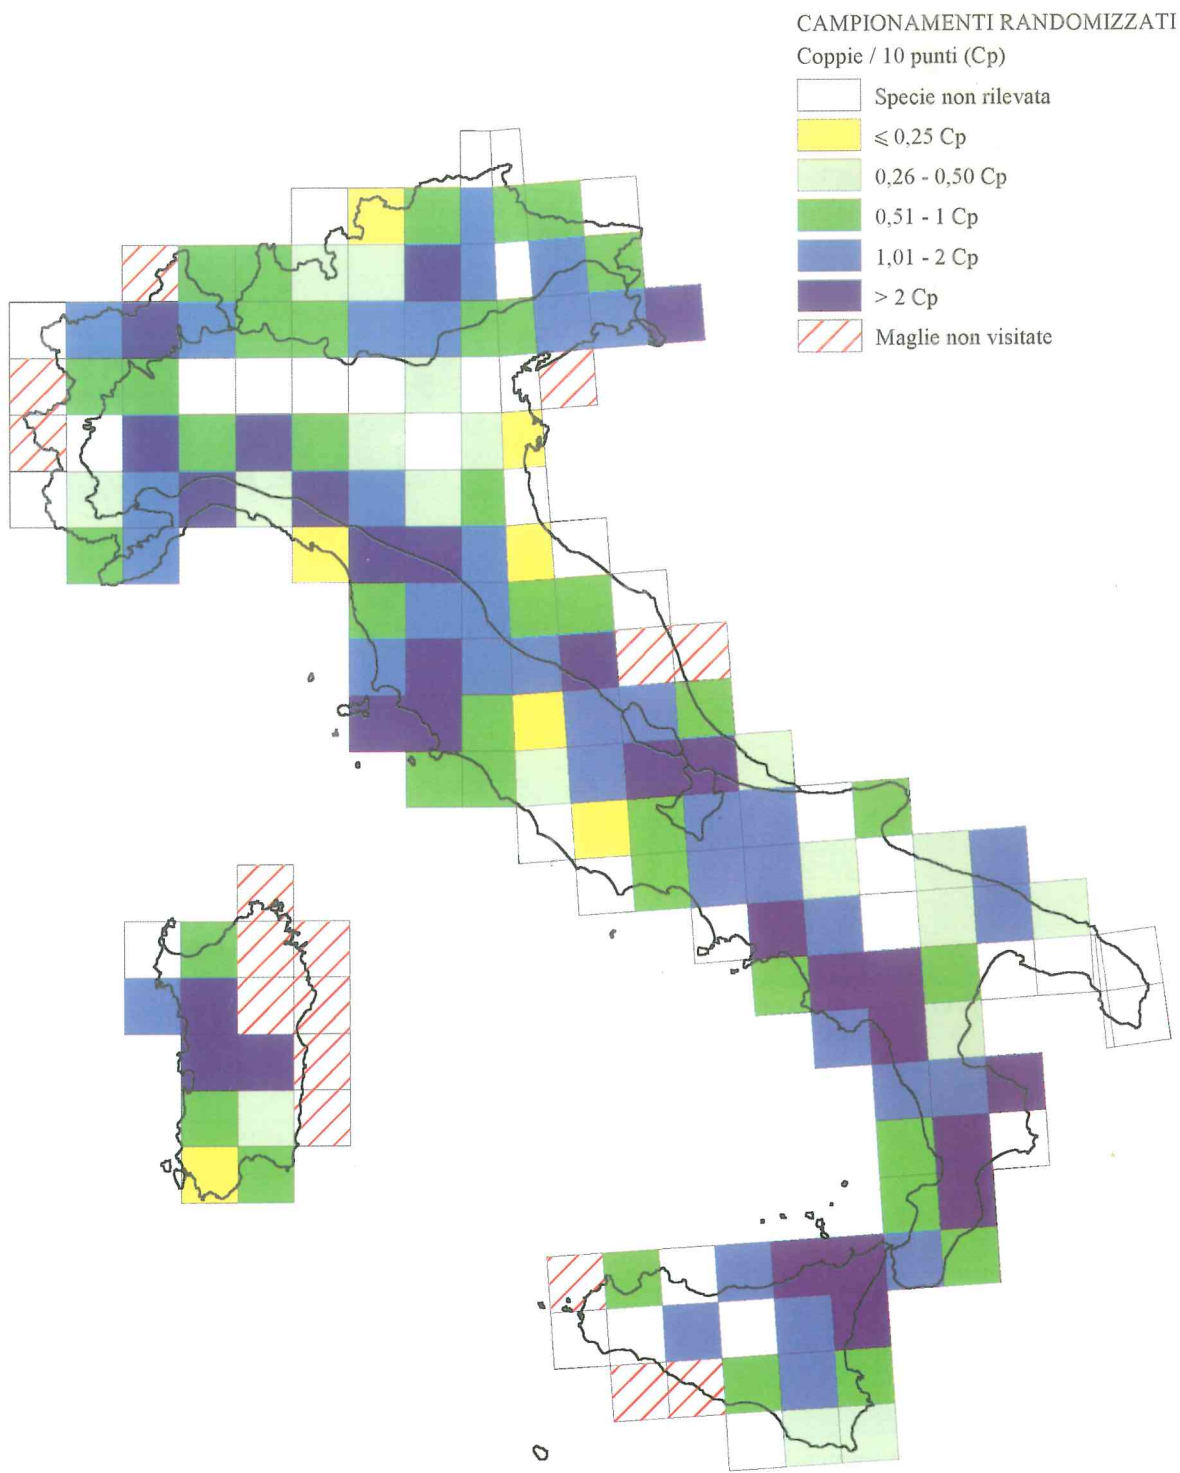 CAMPIONAMENTI RANDOMIZZATI
Coppie / 10 punti (Cp)
Specie non rilevata
⩽ 0,25 Cp
0,26 - 0,50 Cp
0,51 - 1 Cp
1,01 - 2 Cp
> 2 Cp
Maglie non visitate